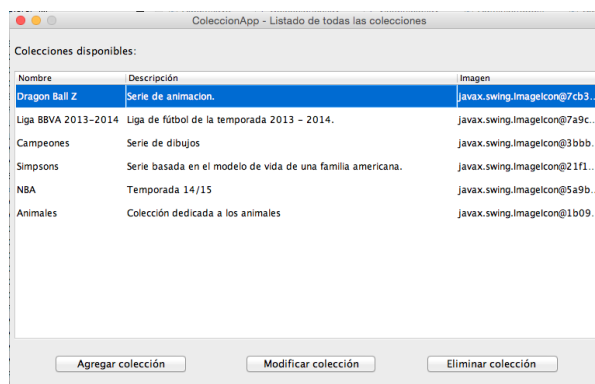 ColeccionApp - Listado de todas las colecciones
Colecciones disponibles:
Nombre Descripción Imagen
Dragon Ball Z Serie de animacion. javax.swing.ImageIcon@7cb3...
Liga BBVA 2013-2014 Liga de fútbol de la temporada 2013 - 2014. javax.swing.ImageIcon@7a9c...
Campeones Serie de dibujos javax.swing.ImageIcon@3bbb...
Simpsons Serie basada en el modelo de vida de una familia americana. javax.swing.ImageIcon@21f1...
NBA Temporada 14/15 javax.swing.ImageIcon@5a9b...
Animales Colección dedicada a los animales javax.swing.ImageIcon@1b09...
Agregar colección Modificar colección Eliminar colección